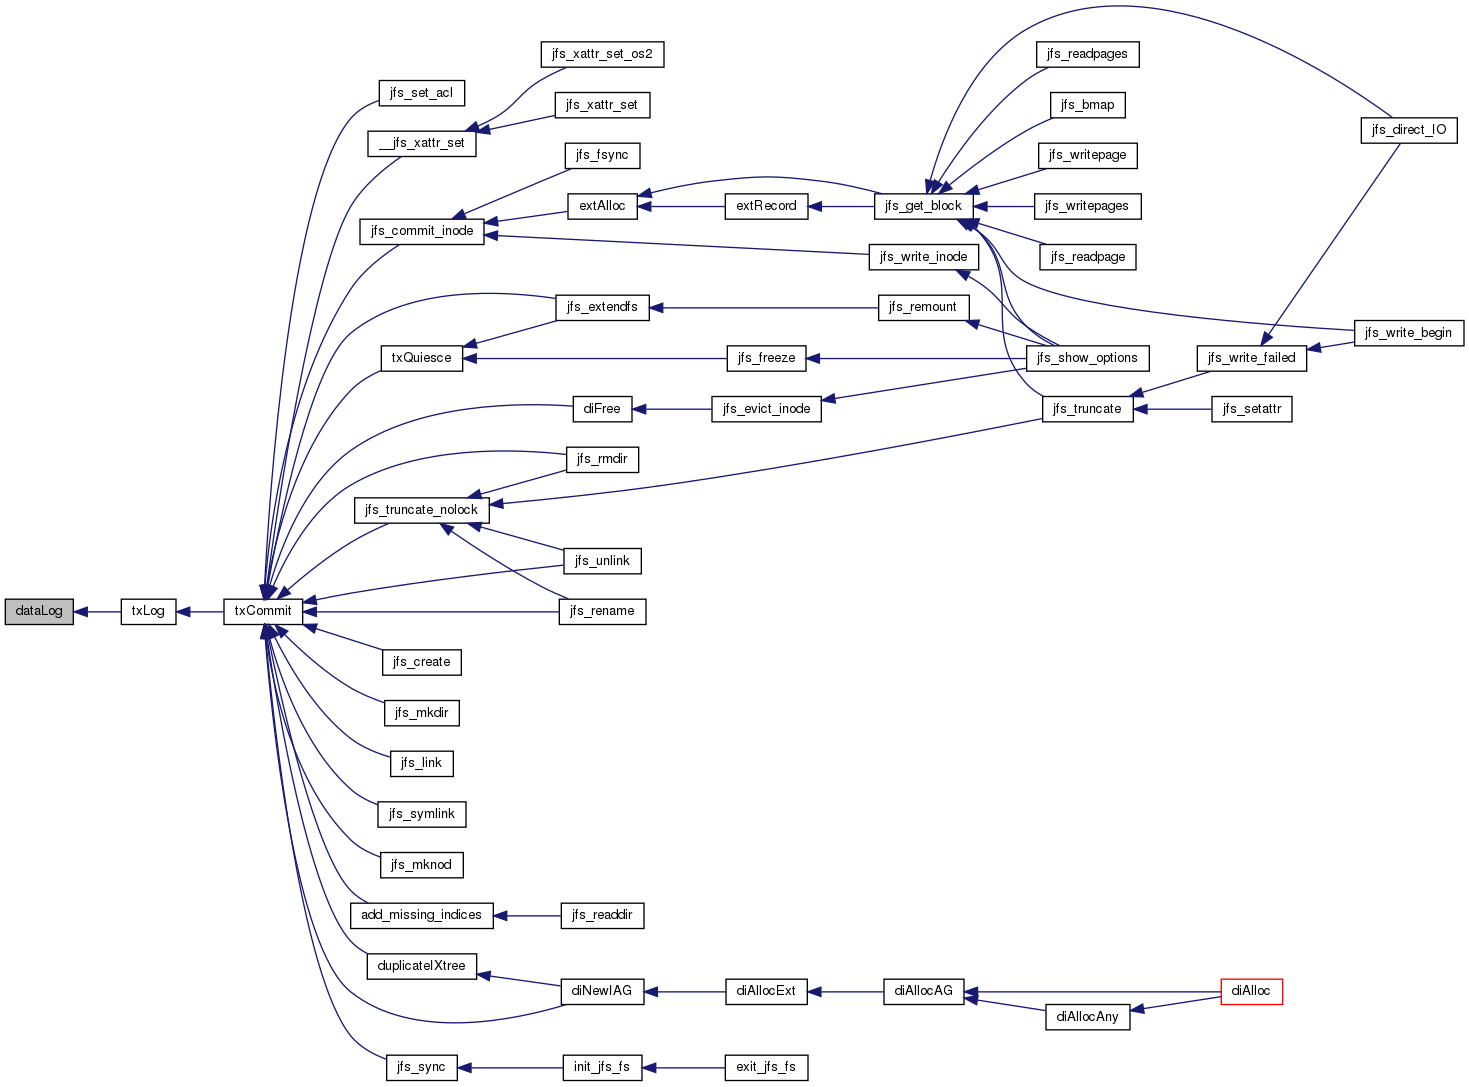 jfs_xattr_set_os2
jfs_readpages
jfs_set_acl
jfs_xattr_set
jfs_bmap
jfs_direct_IO
__jfs_xattr_set
jfs_fsync
jfs_writepage
extAlloc
extRecord
jfs_get_block
jfs_writepages
jfs_commit_inode
jfs_write_inode
jfs_readpage
jfs_extendfs
jfs_remount
jfs_write_begin
txQuiesce
jfs_freeze
jfs_show_options
jfs_write_failed
diFree
jfs_evict_inode
jfs_truncate
jfs_setattr
jfs_rmdir
jfs_truncate_nolock
jfs_unlink
dataLog
txLog
txCommit
jfs_rename
jfs_create
jfs_mkdir
jfs_link
jfs_symlink
jfs_mknod
add_missing_indices
jfs_readdir
duplicateIXtree
diNewIAG
diAllocExt
diAllocAG
diAlloc
diAllocAny
jfs_sync
init_jfs_fs
exit_jfs_fs